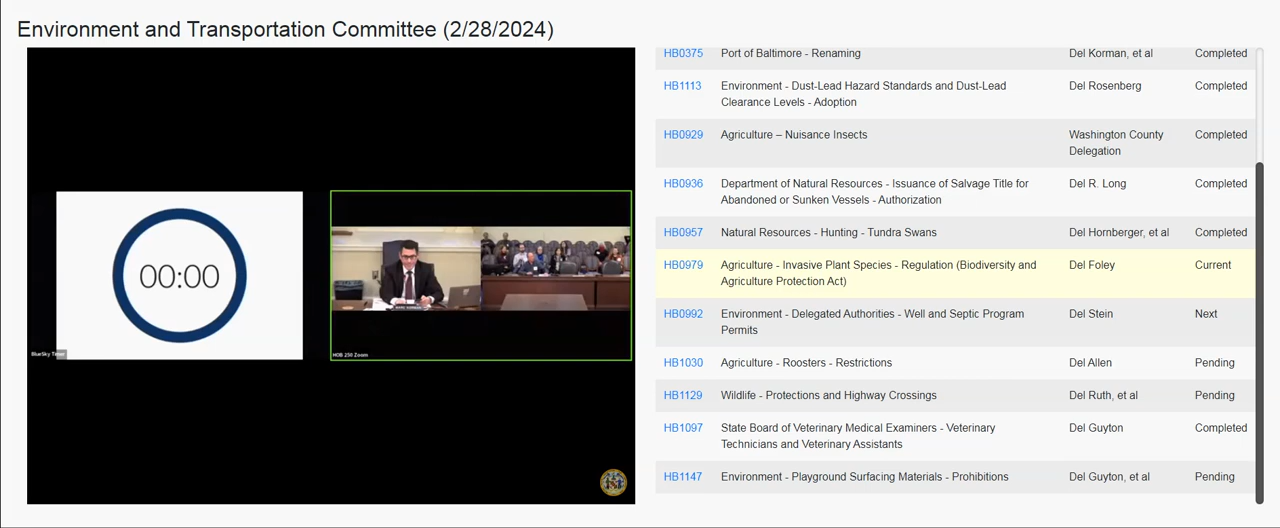 Environment and Transportation Committee (2/28/2024)
00:00
BlueSky Timer
HOB 250 Zoom
HB0375 Port of Baltimore - Renaming Del Korman, et al Completed
HB1113 Environment - Dust-Lead Hazard Standards and Dust-Lead Del Rosenberg Completed
Clearance Levels - Adoption
HB0929 Agriculture – Nuisance Insects Washington County Completed
Delegation
HB0936 Department of Natural Resources - Issuance of Salvage Title for Del R. Long Completed
Abandoned or Sunken Vessels - Authorization
HB0957 Natural Resources - Hunting - Tundra Swans Del Hornberger, et al Completed
HB0979 Agriculture - Invasive Plant Species - Regulation (Biodiversity and Del Foley Current
Agriculture Protection Act)
HB0992 Environment - Delegated Authorities - Well and Septic Program Del Stein Next
Permits
HB1030 Agriculture - Roosters - Restrictions Del Allen Pending
HB1129 Wildlife - Protections and Highway Crossings Del Ruth, et al Pending
HB1097 State Board of Veterinary Medical Examiners - Veterinary Del Guyton Completed
Technicians and Veterinary Assistants
HB1147 Environment - Playground Surfacing Materials - Prohibitions Del Guyton, et al Pending